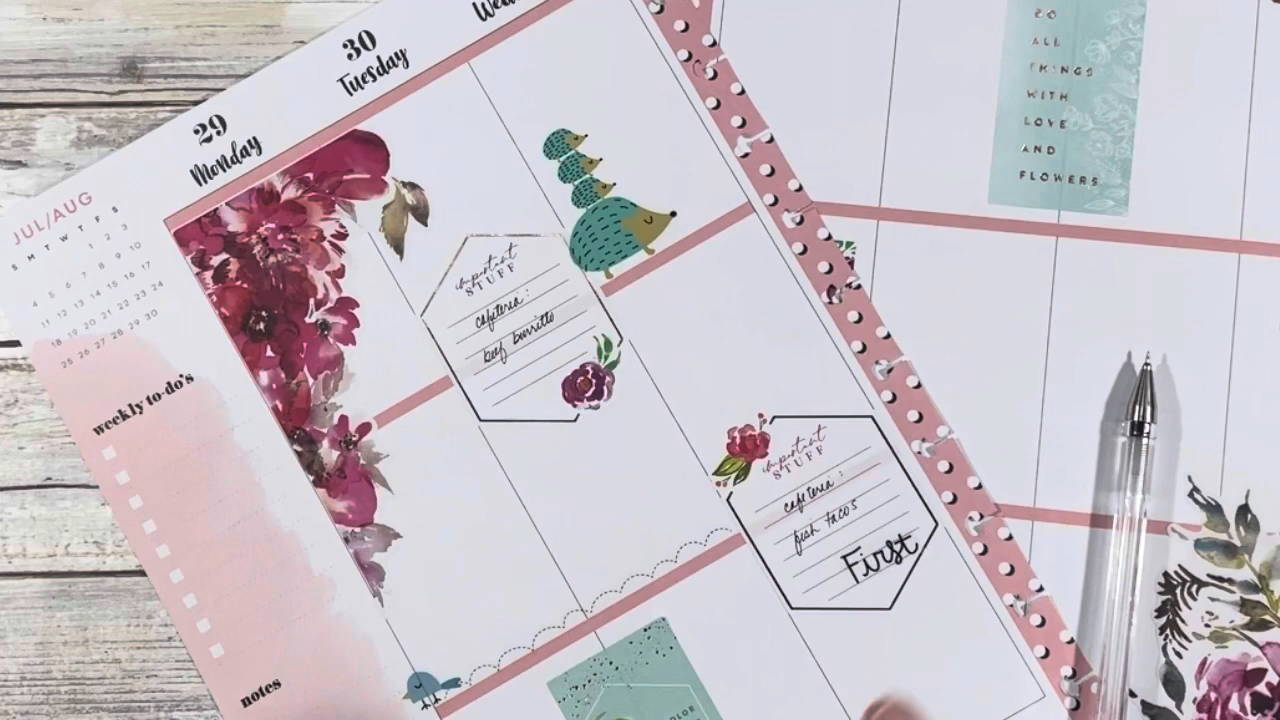 30
Tuesday
29
Monday
JUL/AUG
S M T W T F S
1 2 3
4 5 6 7 8 9 10
11 12 13 14 15 16 17
18 19 20 21 22 23 24
25 26 27 28 29 30
weekly to-do's
notes
important
STUFF
cafeteria:
beef burritto
important
STUFF
cafeteria:
fish tacos
First
DO
ALL
THINGS
WITH
LOVE
AND
FLOWERS